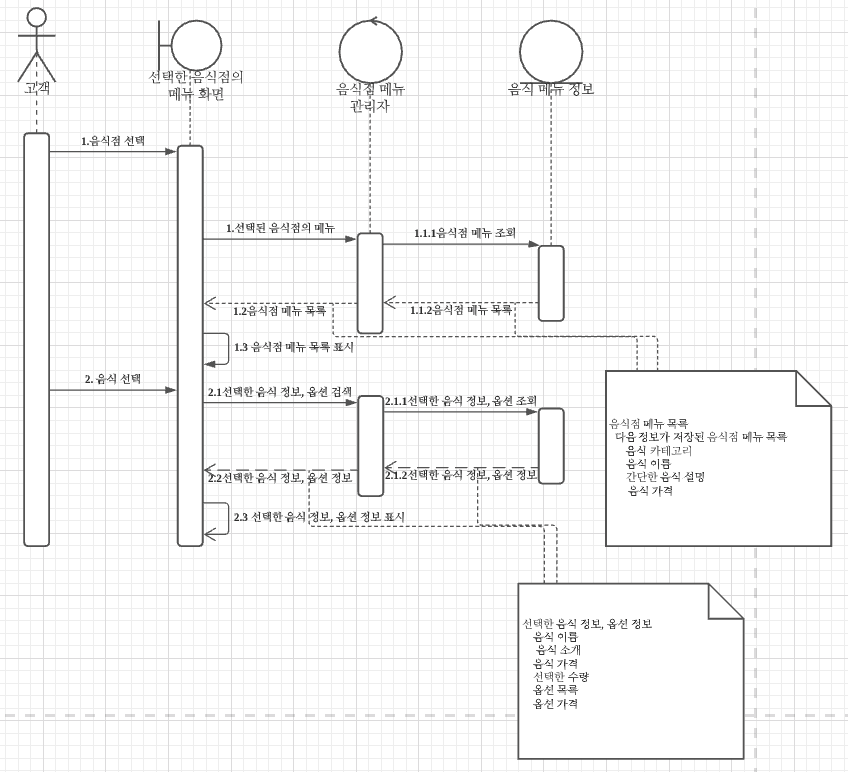 고객
선택한 음식점의
메뉴 화면
음식점 메뉴
관리자
음식 메뉴 정보
1.음식점 선택
1.선택된 음식점의 메뉴
1.1.1음식점 메뉴 조회
1.2음식점 메뉴 목록
1.1.2음식점 메뉴 목록
1.3 음식점 메뉴 목록 표시
2. 음식 선택
2.1선택한 음식 정보, 옵션 검색
2.1.1선택한 음식 정보, 옵션 조회
2.2선택한 음식 정보, 옵션 정보
2.1.2선택한 음식 정보, 옵션 정보
2.3 선택한 음식 정보, 옵션 정보 표시
음식점 메뉴 목록
다음 정보가 저장된 음식점 메뉴 목록
음식 카테고리
음식 이름
간단한 음식 설명
음식 가격
선택한 음식 정보, 옵션 정보
음식 이름
음식 소개
음식 가격
선택한 수량
옵션 목록
옵션 가격